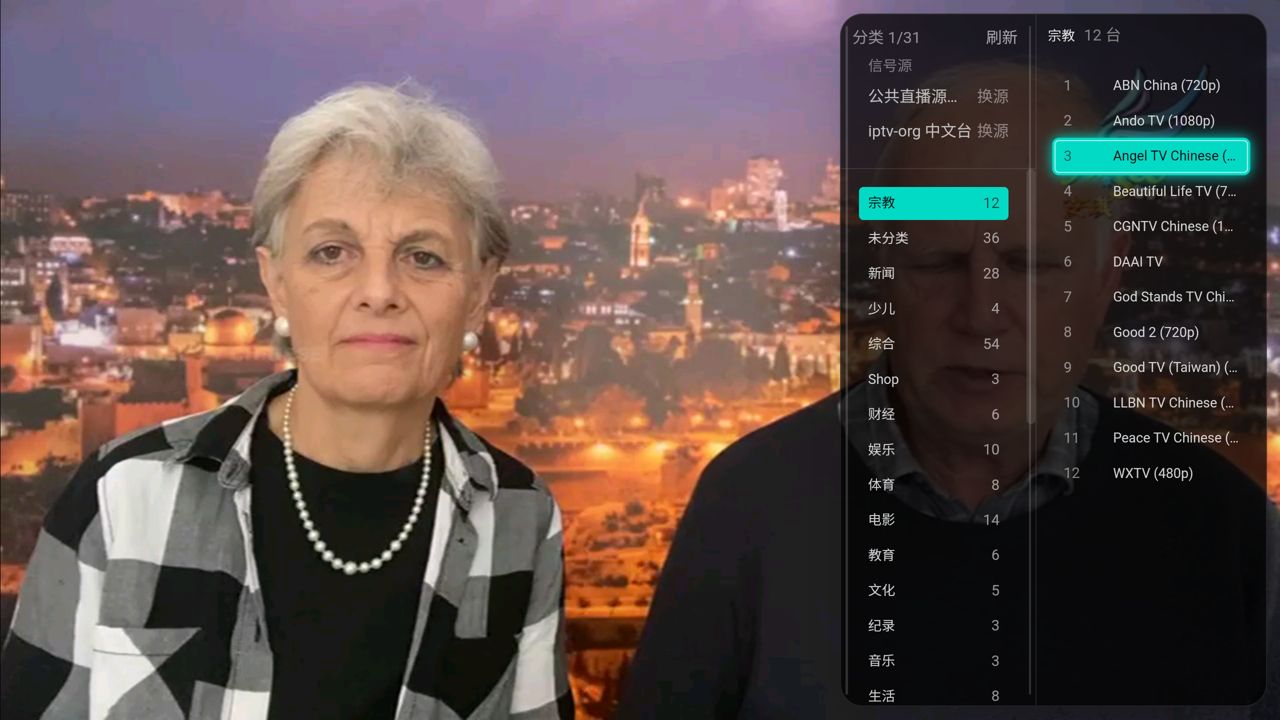 分类 1/31 刷新
信号源
公共直播源... 换源
iptv-org 中文台 换源
宗教 12
未分类 36
新闻 28
少儿 4
综合 54
Shop 3
财经 6
娱乐 10
体育 8
电影 14
教育 6
文化 5
纪录 3
音乐 3
生活 8
宗教 12 台
1 ABN China (720p)
2 Ando TV (1080p)
3 Angel TV Chinese (...
4 Beautiful Life TV (7...
5 CGNTV Chinese (1...
6 DAAI TV
7 God Stands TV Chi...
8 Good 2 (720p)
9 Good TV (Taiwan) (...
10 LLBN TV Chinese (...
11 Peace TV Chinese (...
12 WXTV (480p)